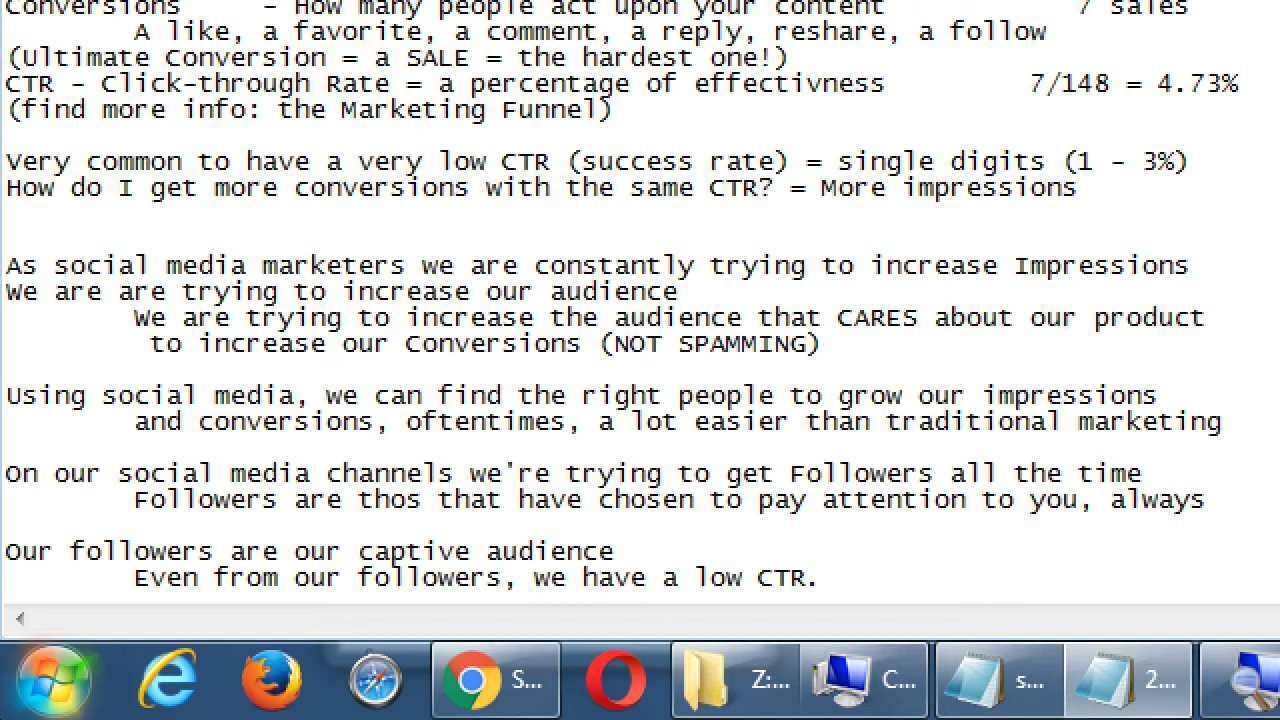 Conversions - How many people act upon your content 7 sales
A like, a favorite, a comment, a reply, reshare, a follow
(Ultimate Conversion = a SALE = the hardest one!)
CTR - Click-through Rate = a percentage of effectivness 7/148 = 4.73%
(find more info: the Marketing Funnel)
Very common to have a very low CTR (success rate) = single digits (1 - 3%)
How do I get more conversions with the same CTR? = More impressions
As social media marketers we are constantly trying to increase Impressions
We are are trying to increase our audience
We are trying to increase the audience that CARES about our product
to increase our Conversions (NOT SPAMMING)
Using social media, we can find the right people to grow our impressions
and conversions, oftentimes, a lot easier than traditional marketing
On our social media channels we're trying to get Followers all the time
Followers are thos that have chosen to pay attention to you, always
Our followers are our captive audience
Even from our followers, we have a low CTR.
S... Z:... C... s... 2...